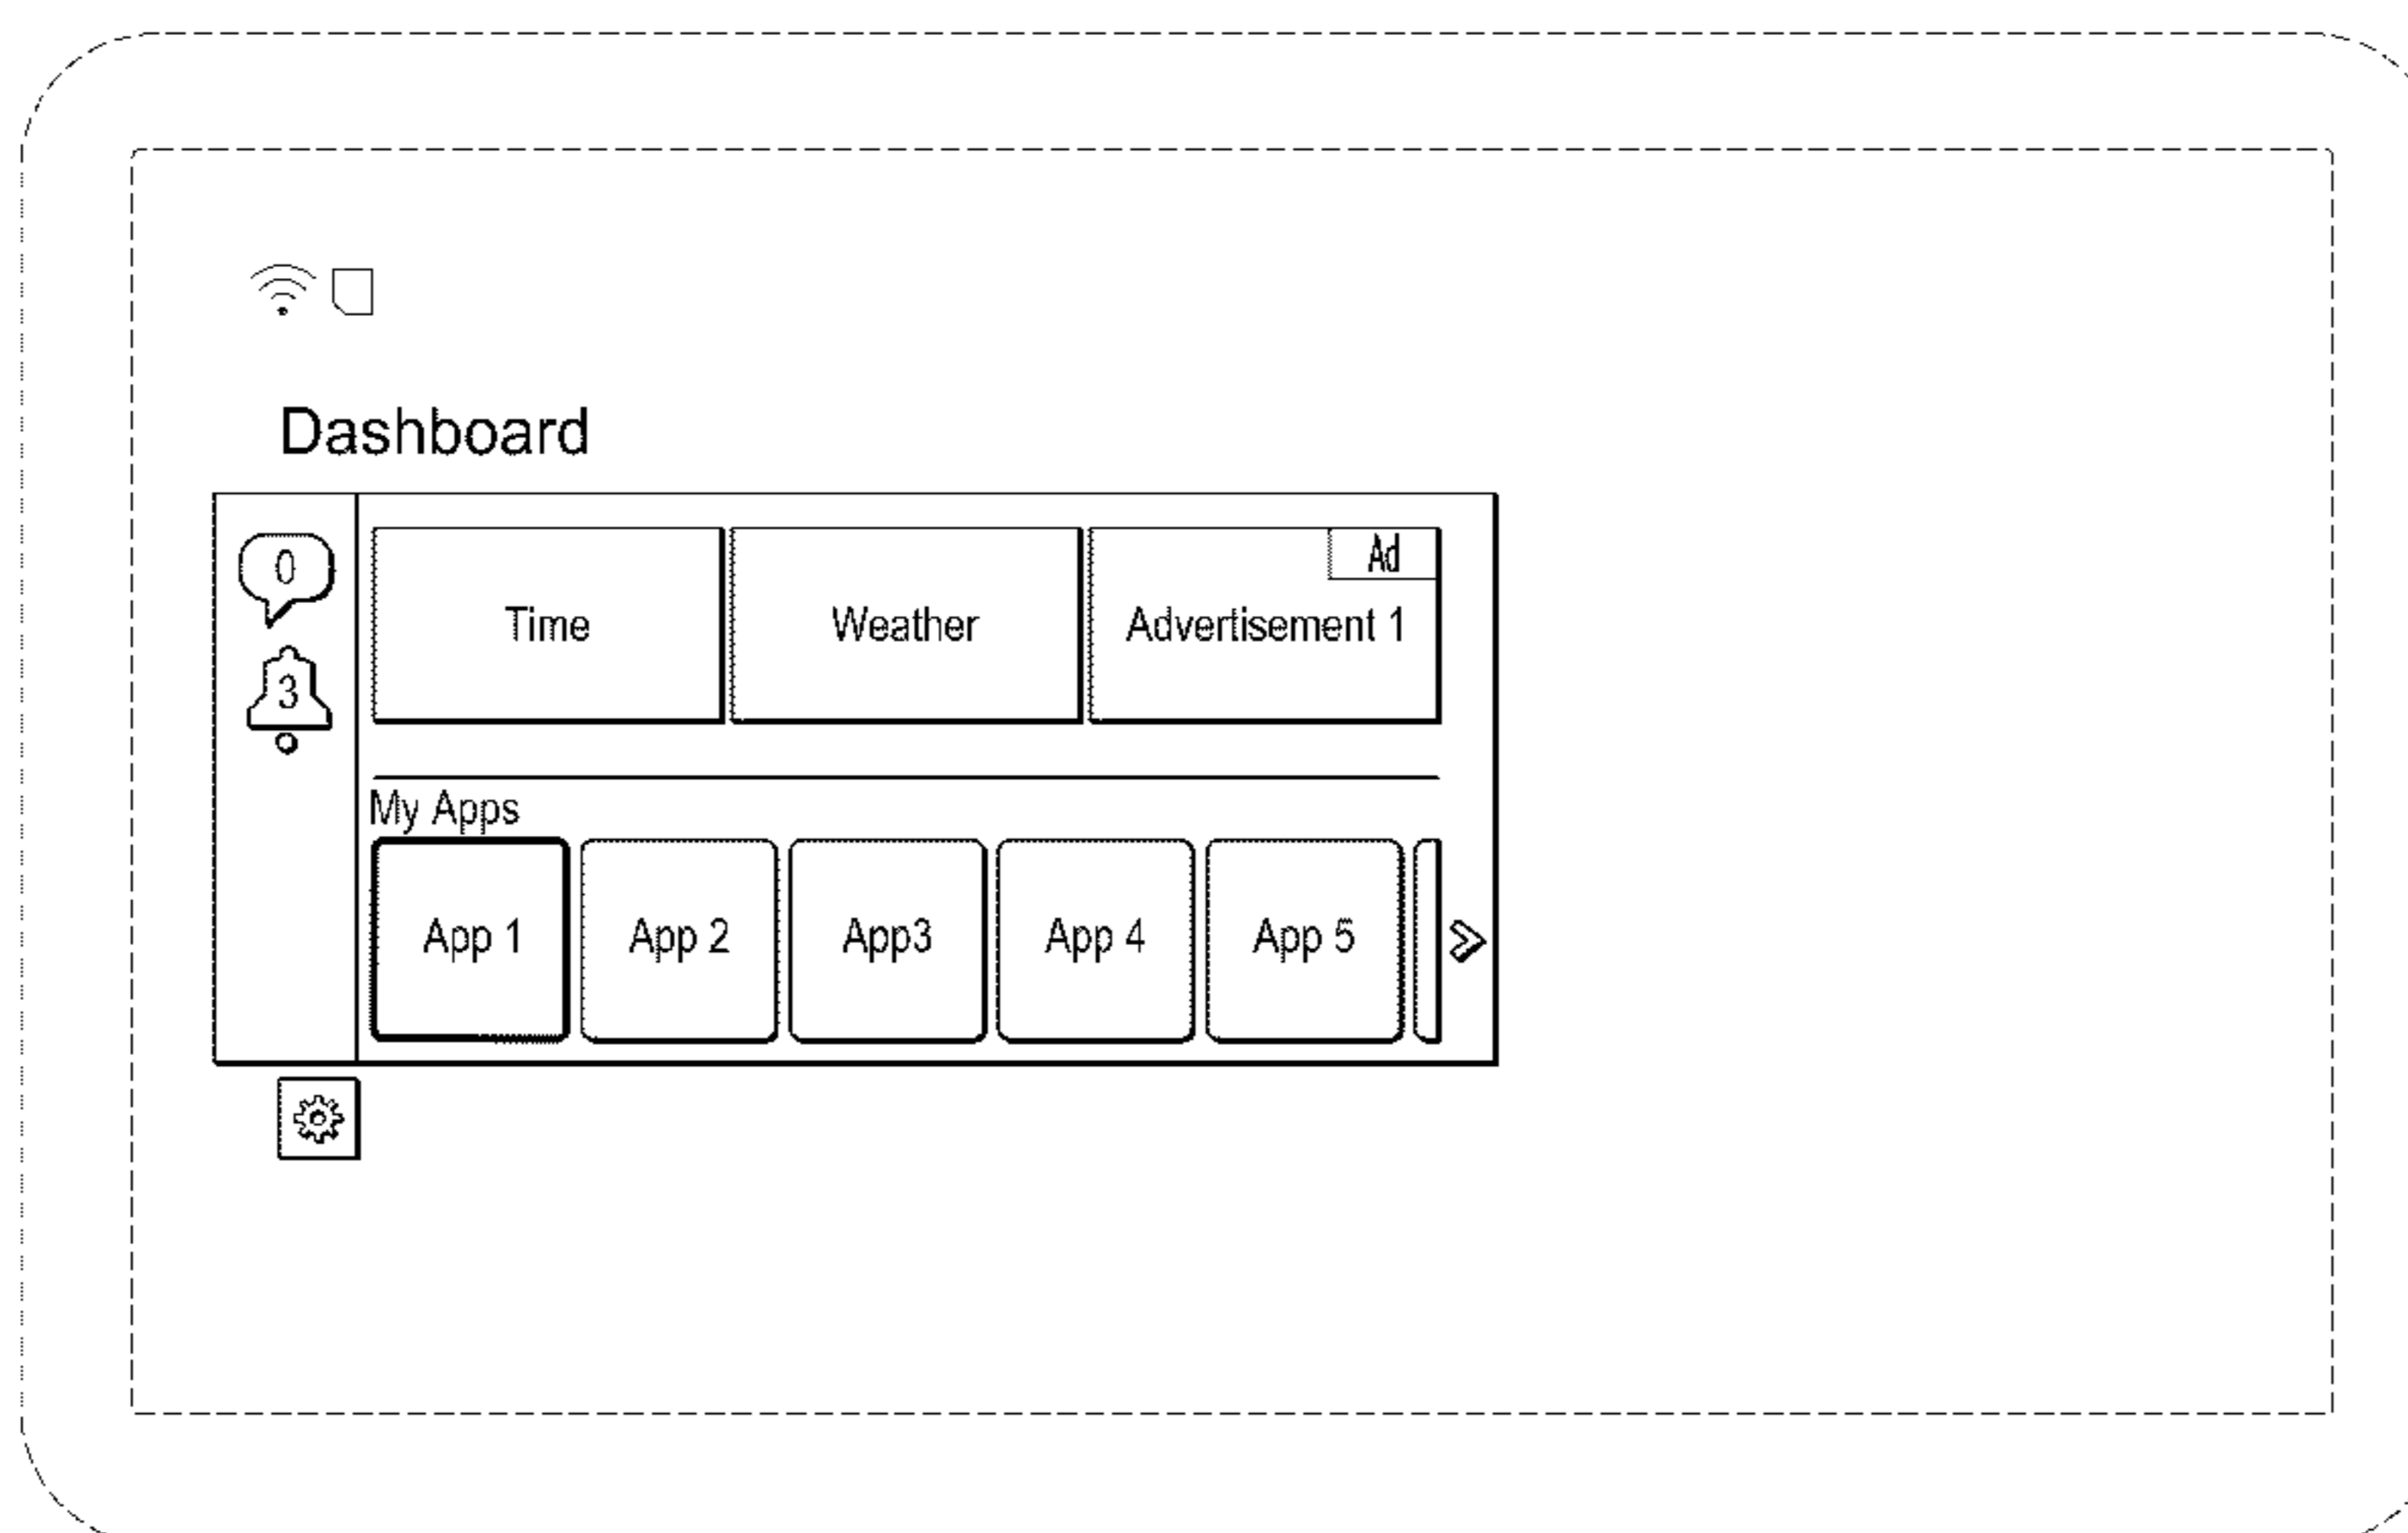 Dashboard
0
Ad
Time
Weather
Advertisement 1
3
My Apps
App 1
App 2
App3
App 4
App 5